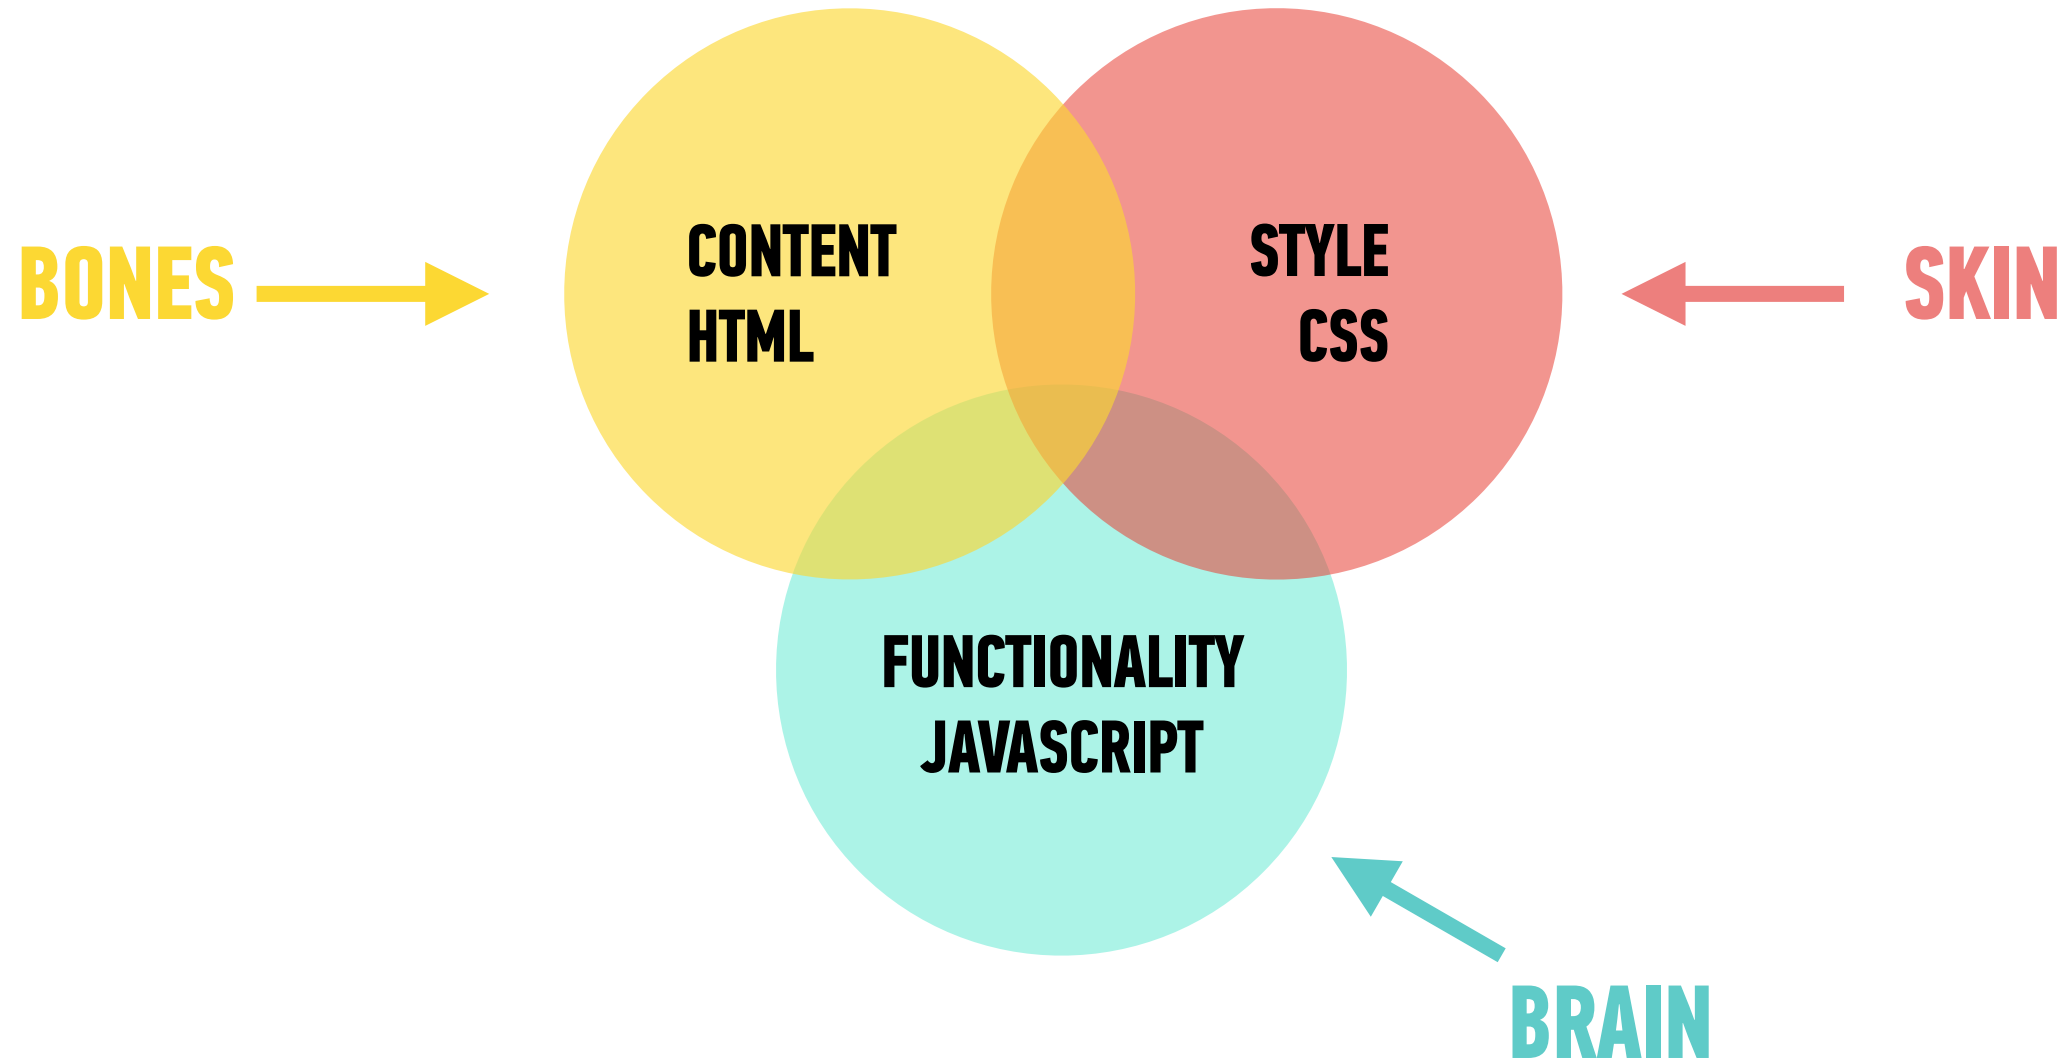 BONES
CONTENT
HTML
STYLE
CSS
SKIN
FUNCTIONALITY
JAVASCRIPT
BRAIN